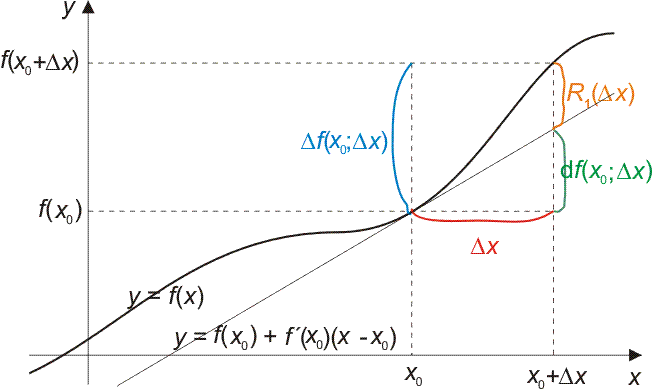 y
f(x₀+Δx)
R₁(Δx)
Δf(x₀;Δx)
df(x₀;Δx)
f(x₀)
Δx
y = f(x)
y = f(x₀) + f´(x₀)(x - x₀)
x₀
x₀+Δx
x